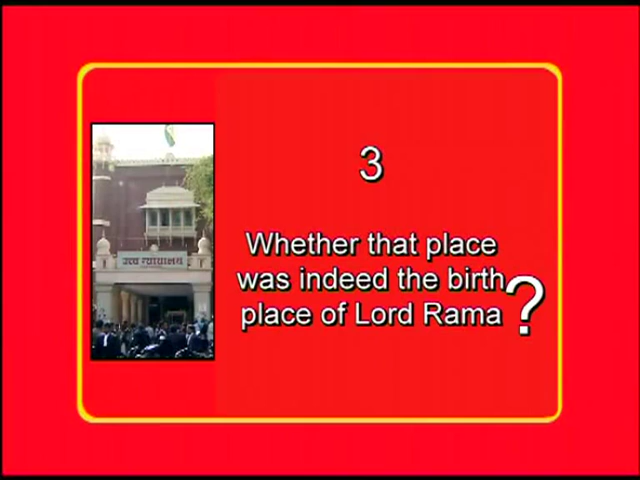 3
Whether that place
was indeed the birth
place of Lord Rama ?
उच्च न्यायालय